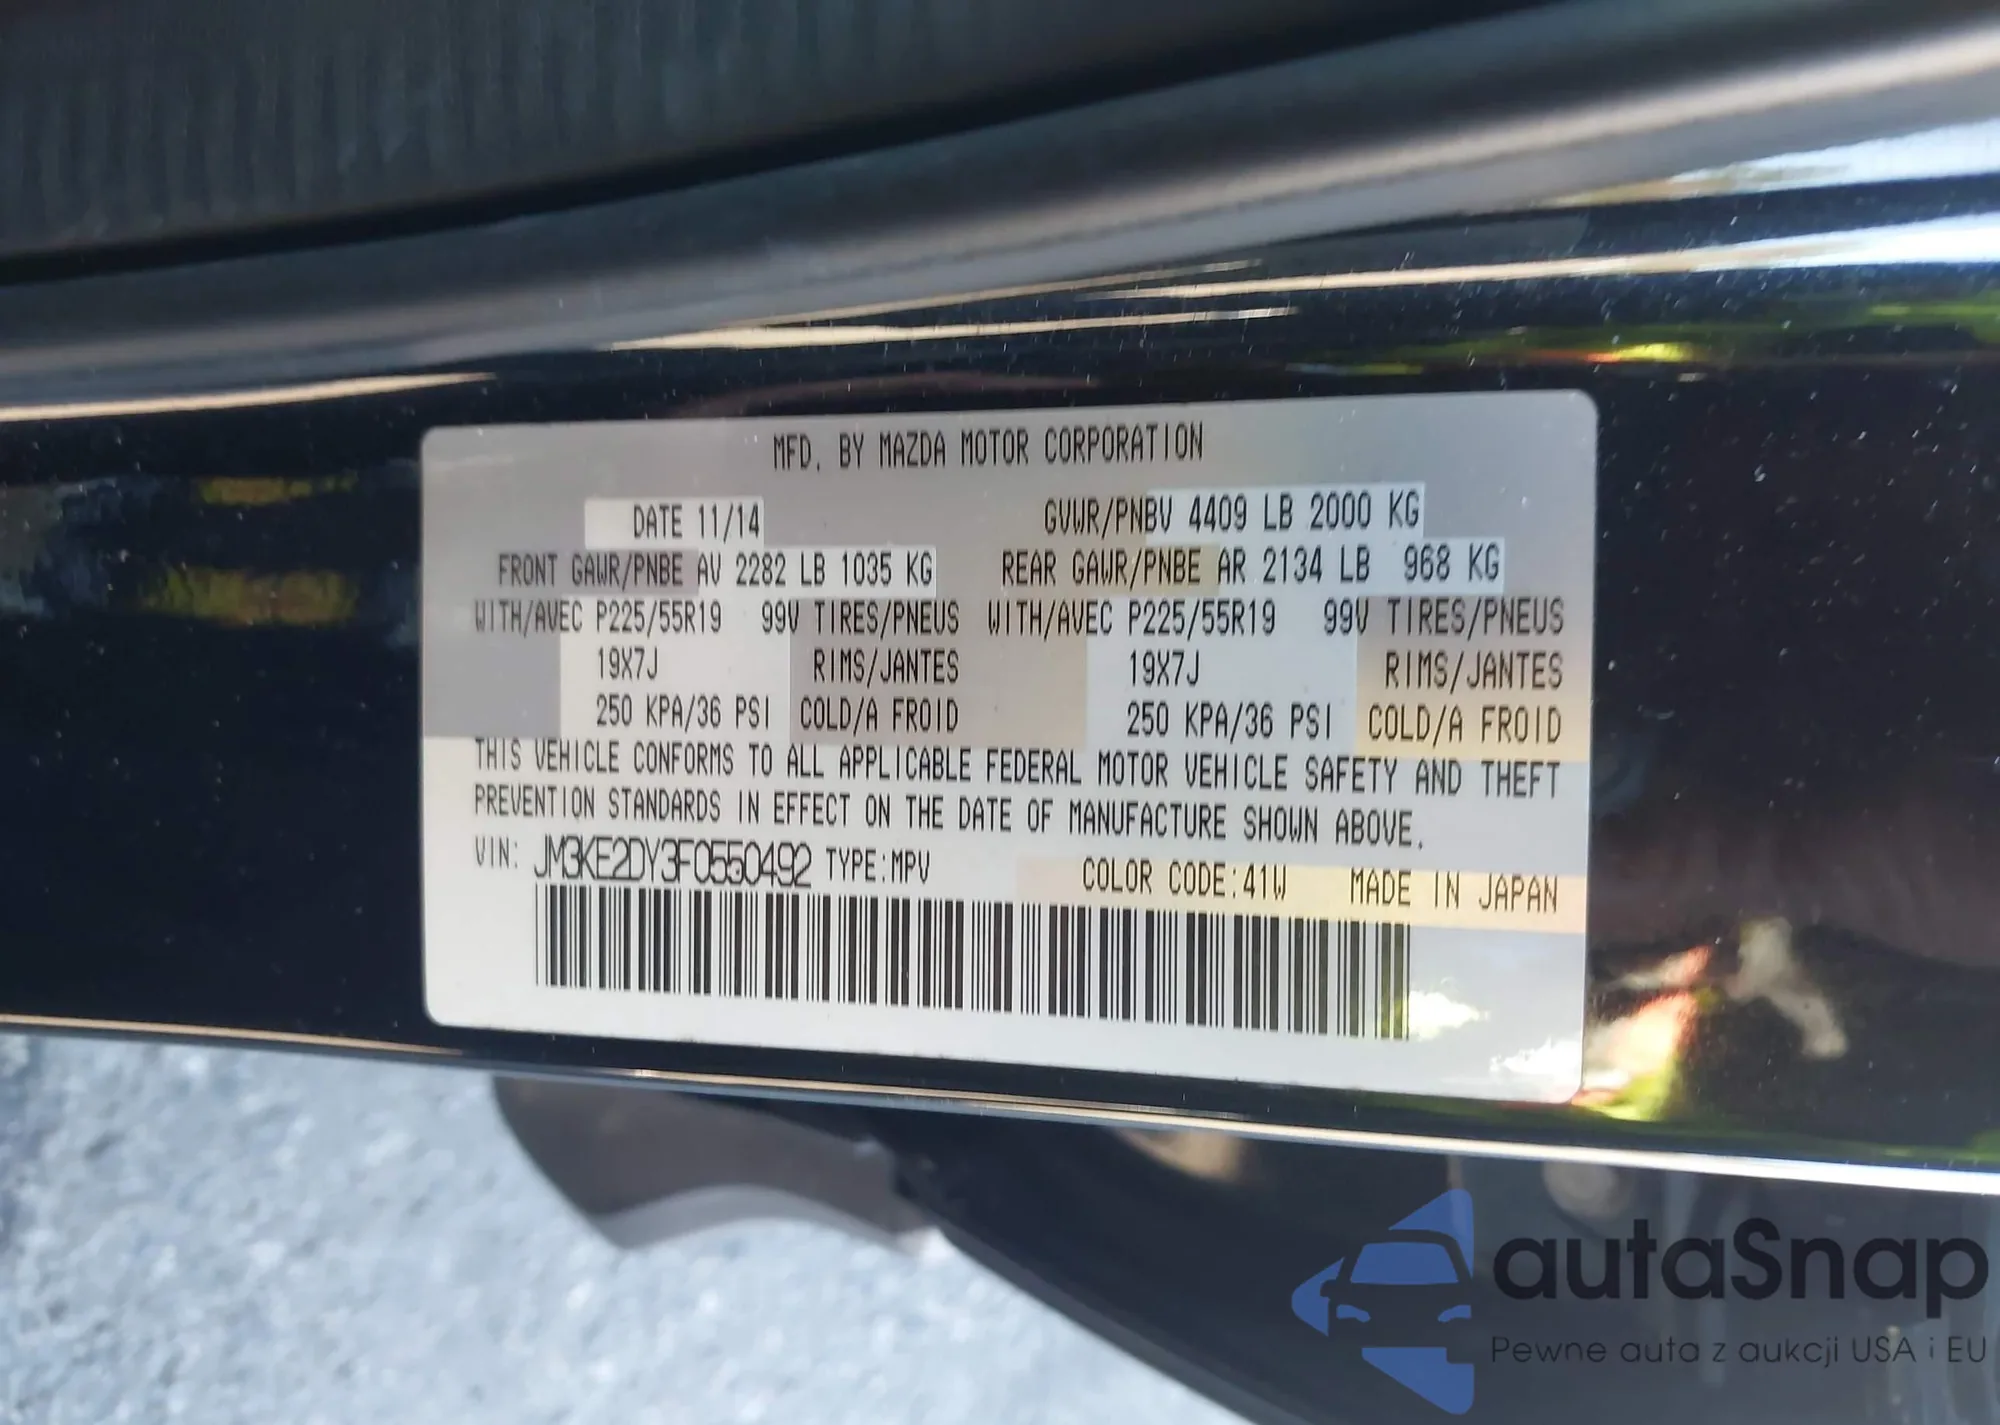 MFD. BY MAZDA MOTOR CORPORATION
DATE 11/14 GVWR/PNBV 4409 LB 2000 KG
FRONT GAWR/PNBE AV 2282 LB 1035 KG REAR GAWR/PNBE AR 2134 LB 968 KG
WITH/AVEC P225/55R19 99V TIRES/PNEUS WITH/AVEC P225/55R19 99V TIRES/PNEUS
19X7J RIMS/JANTES 19X7J RIMS/JANTES
250 KPA/36 PSI COLD/A FROID 250 KPA/36 PSI COLD/A FROID
THIS VEHICLE CONFORMS TO ALL APPLICABLE FEDERAL MOTOR VEHICLE SAFETY AND THEFT
PREVENTION STANDARDS IN EFFECT ON THE DATE OF MANUFACTURE SHOWN ABOVE.
VIN: JM3KE2DY3F0550492 TYPE:MPV COLOR CODE:41W MADE IN JAPAN
autaSnap
Pewne auta z aukcji USA i EU